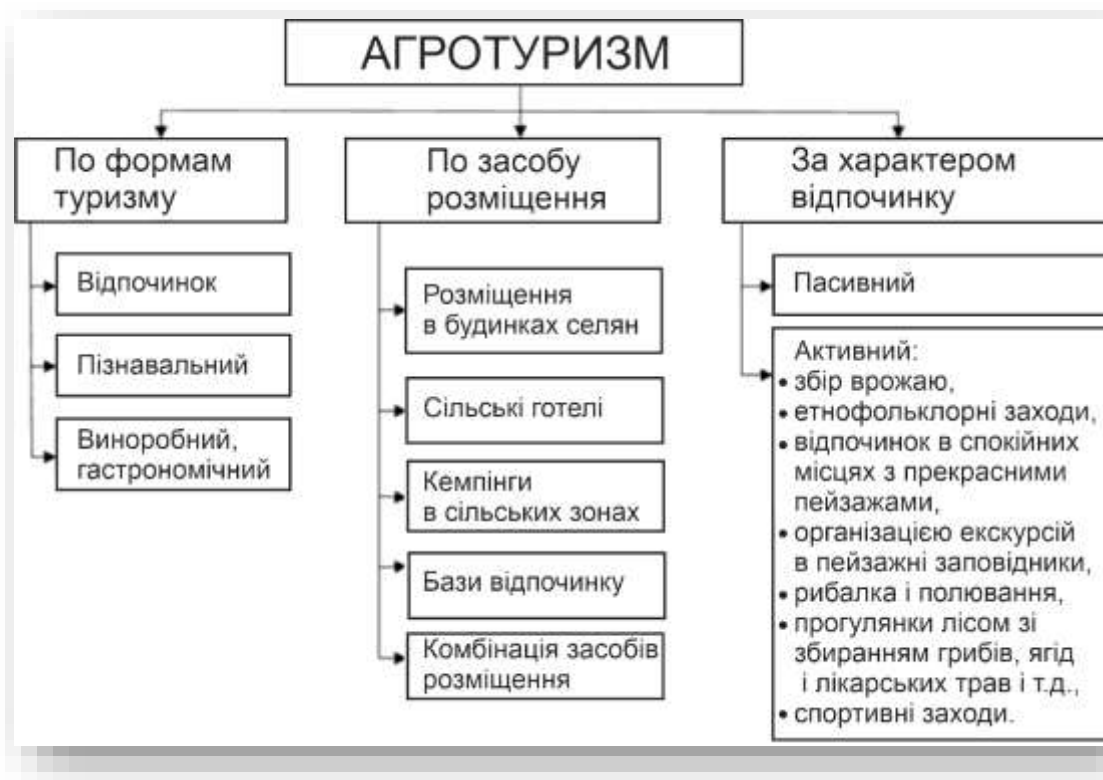 АГРОТУРИЗМ
По формам
туризму
Відпочинок
Пізнавальний
Виноробний,
гастрономічний
По засобу
розміщення
Розміщення
в будинках селян
Сільські готелі
Кемпінги
в сільських зонах
Бази відпочинку
Комбінація засобів
розміщення
За характером
відпочинку
Пасивний
Активний:
• збір врожаю,
• етнофольклорні заходи,
• відпочинок в спокійних
місцях з прекрасними
пейзажами,
• організацією екскурсій
в пейзажні заповідники,
• рибалка і полювання,
• прогулянки лісом зі
збиранням грибів, ягід
і лікарських трав і т.д.,
• спортивні заходи.